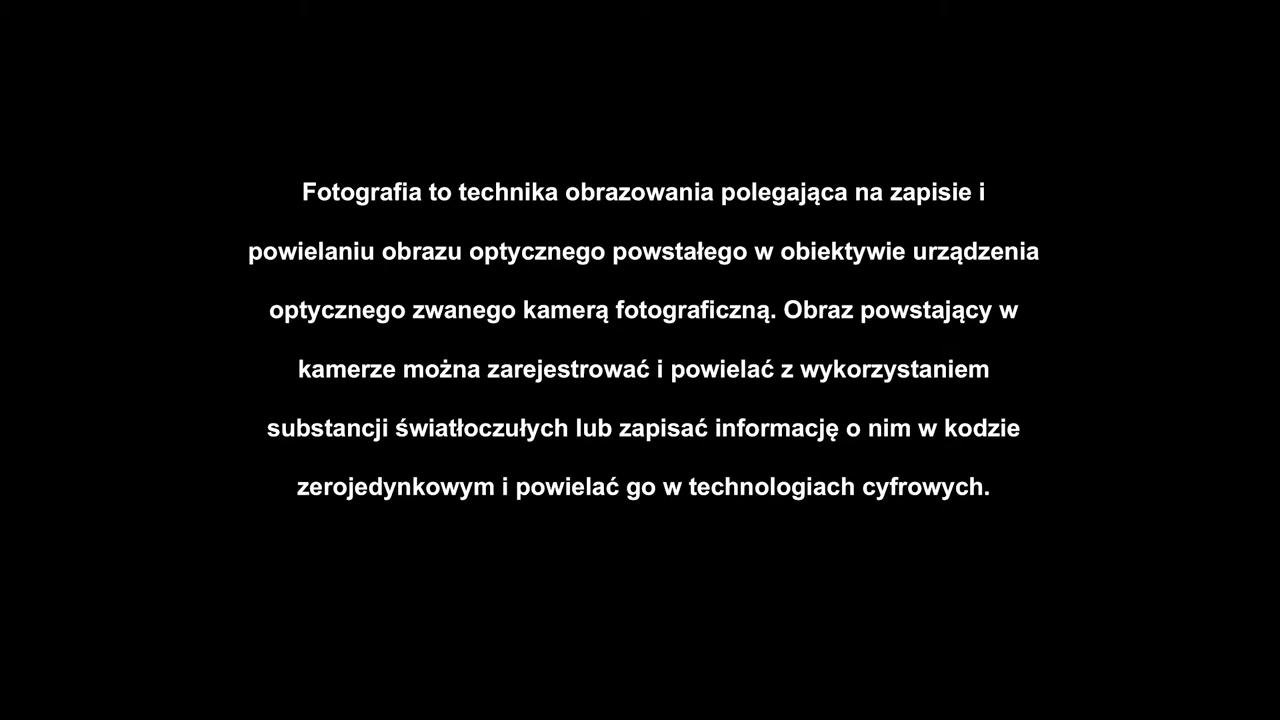 Fotografia to technika obrazowania polegająca na zapisie i
powielaniu obrazu optycznego powstałego w obiektywie urządzenia
optycznego zwanego kamerą fotograficzną. Obraz powstający w
kamerze można zarejestrować i powielać z wykorzystaniem
substancji światłoczułych lub zapisać informację o nim w kodzie
zerojedynkowym i powielać go w technologiach cyfrowych.